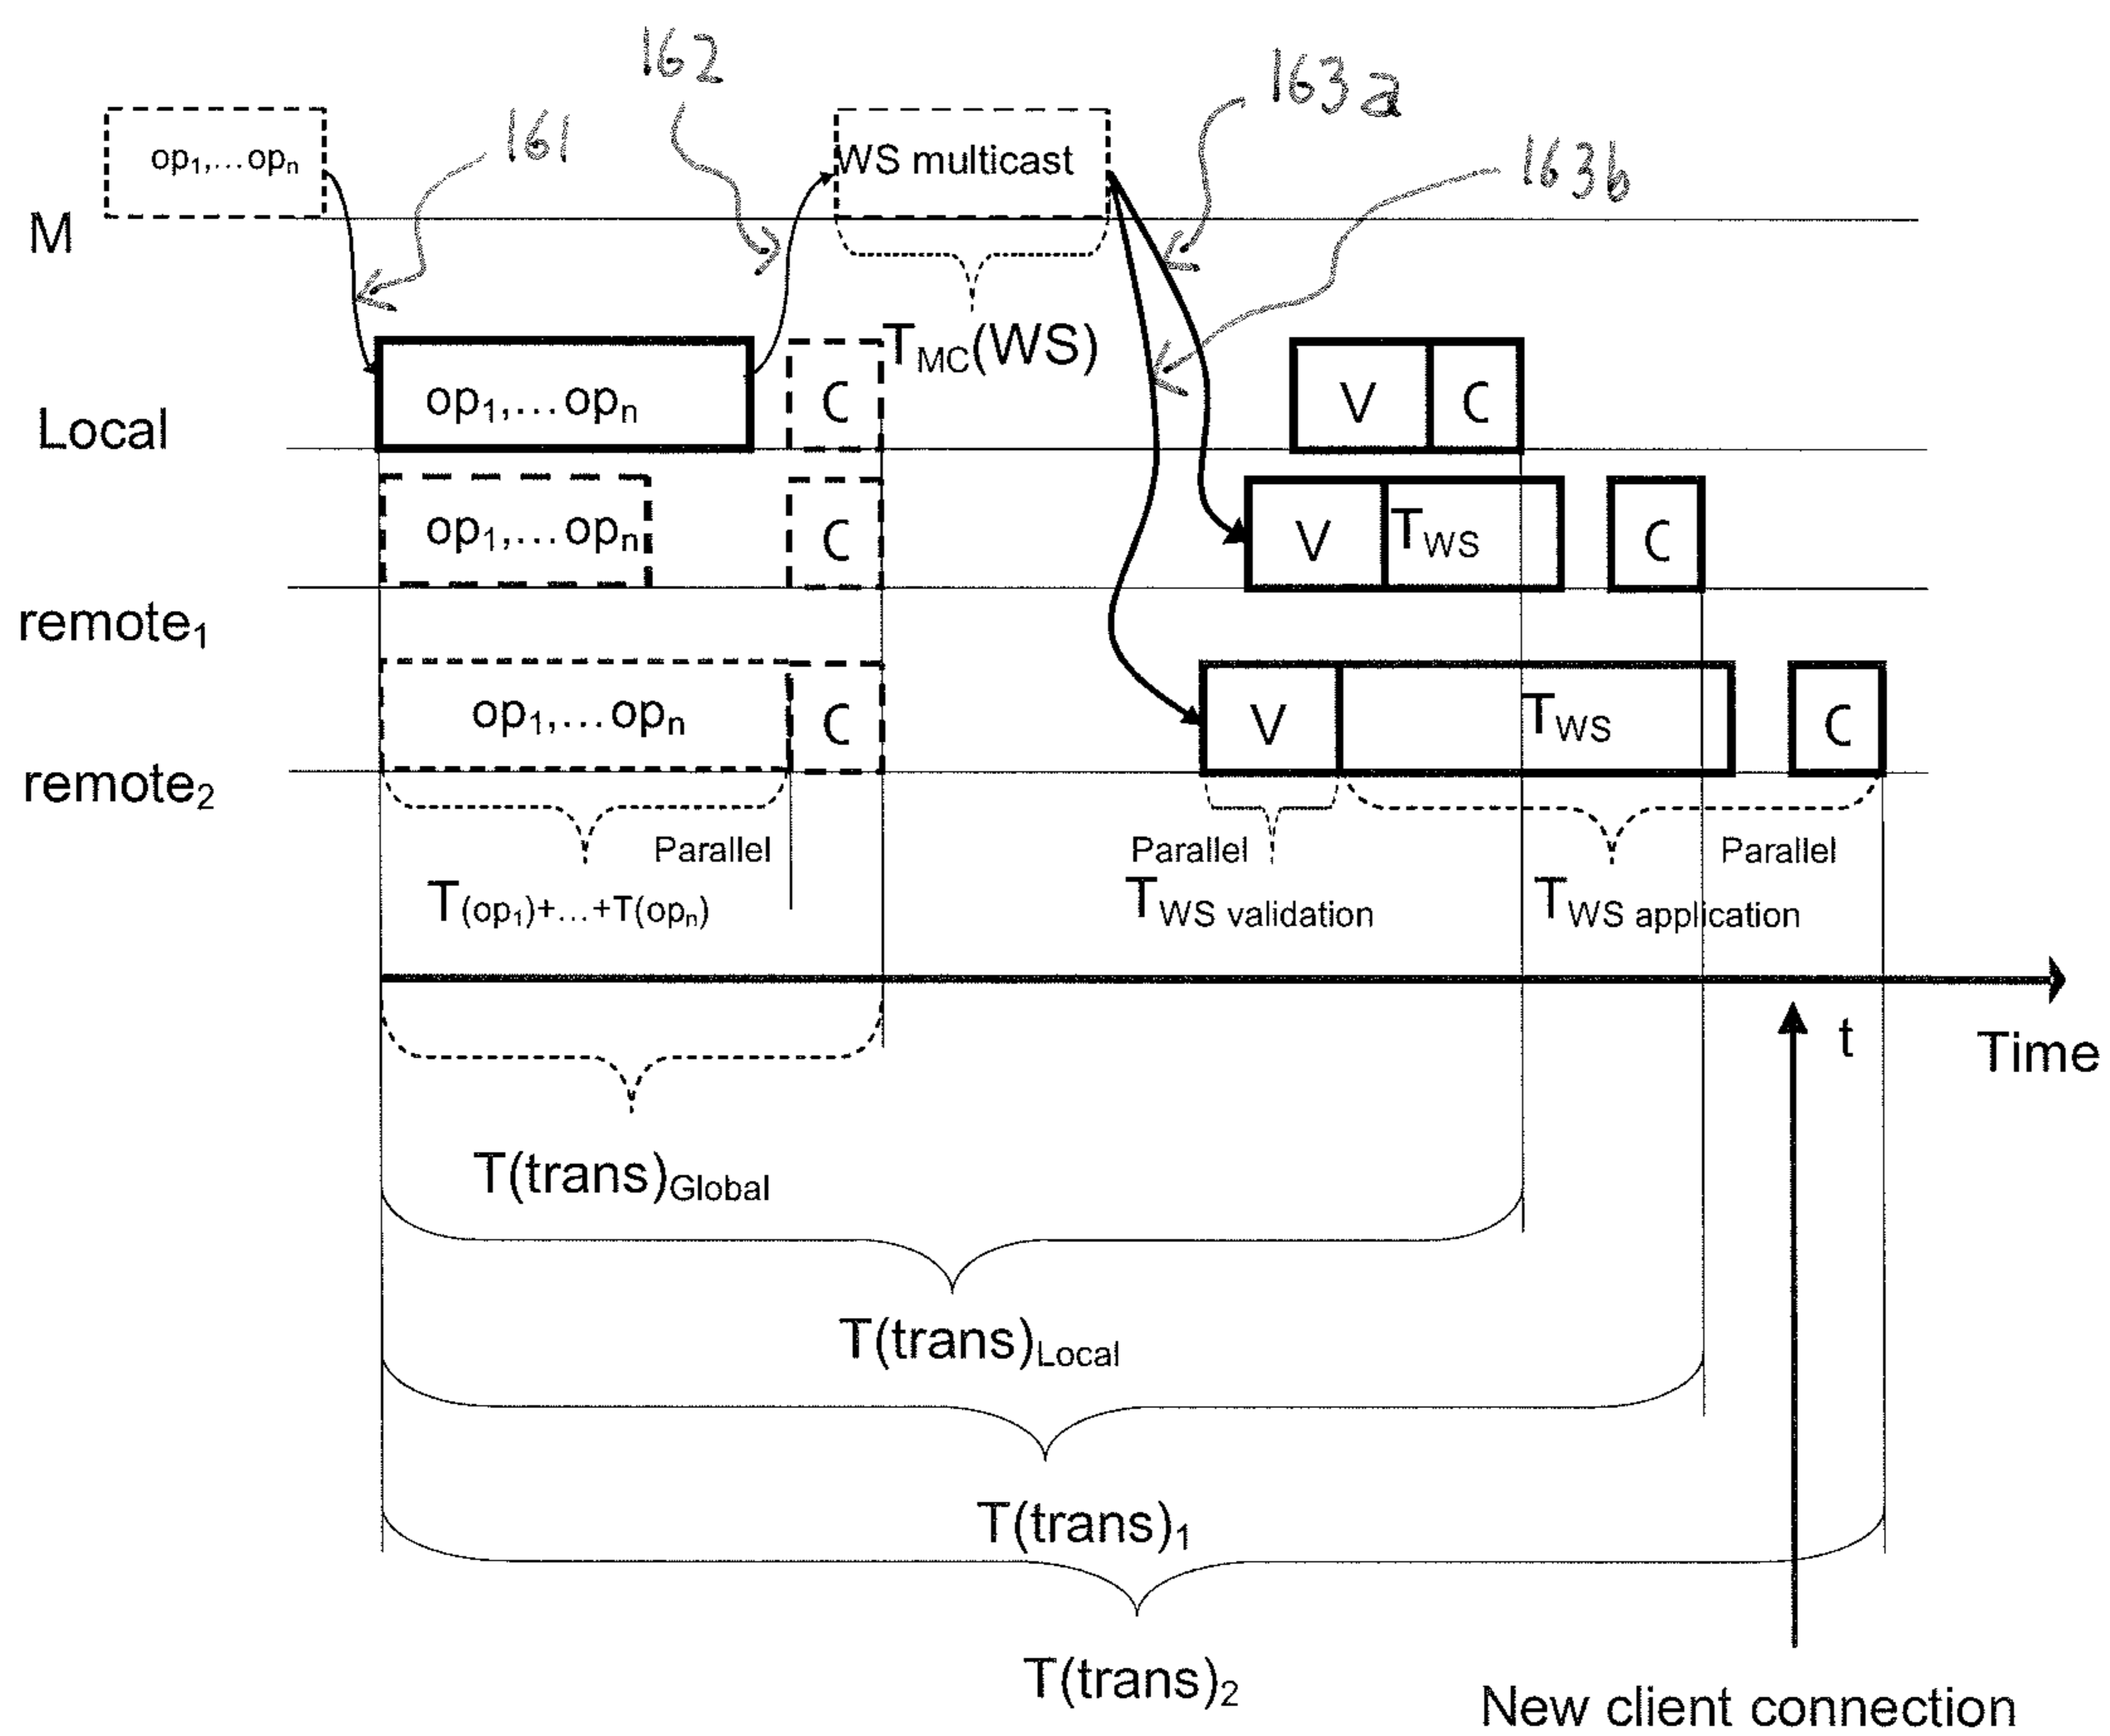 162
163a
161
163b
op1,...opn
WS multicast
M
TMC(WS)
Local
op1,...opn
C
V
C
op1,...opn
C
V
TWS
C
remote1
op1,...opn
C
V
TWS
C
remote2
Parallel
Parallel
Parallel
T(op1)+...+T(opn)
TWS validation
TWS application
t
Time
T(trans)Global
T(trans)Local
T(trans)1
T(trans)2
New client connection